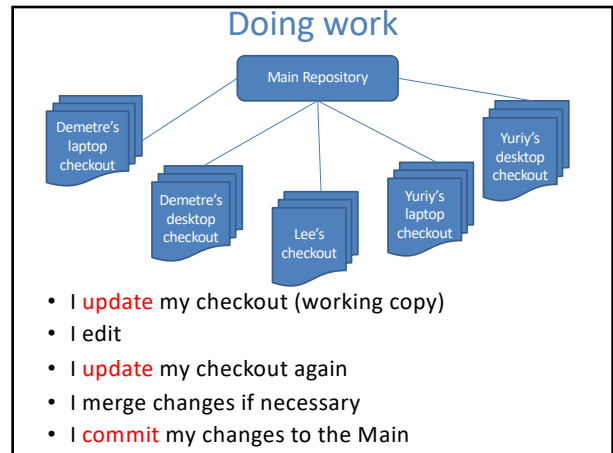 Doing work
Main Repository
Demetre's
laptop
checkout
Demetre's
desktop
checkout
Lee's
checkout
Yuriy's
laptop
checkout
Yuriy's
desktop
checkout
• I update my checkout (working copy)
• I edit
• I update my checkout again
• I merge changes if necessary
• I commit my changes to the Main